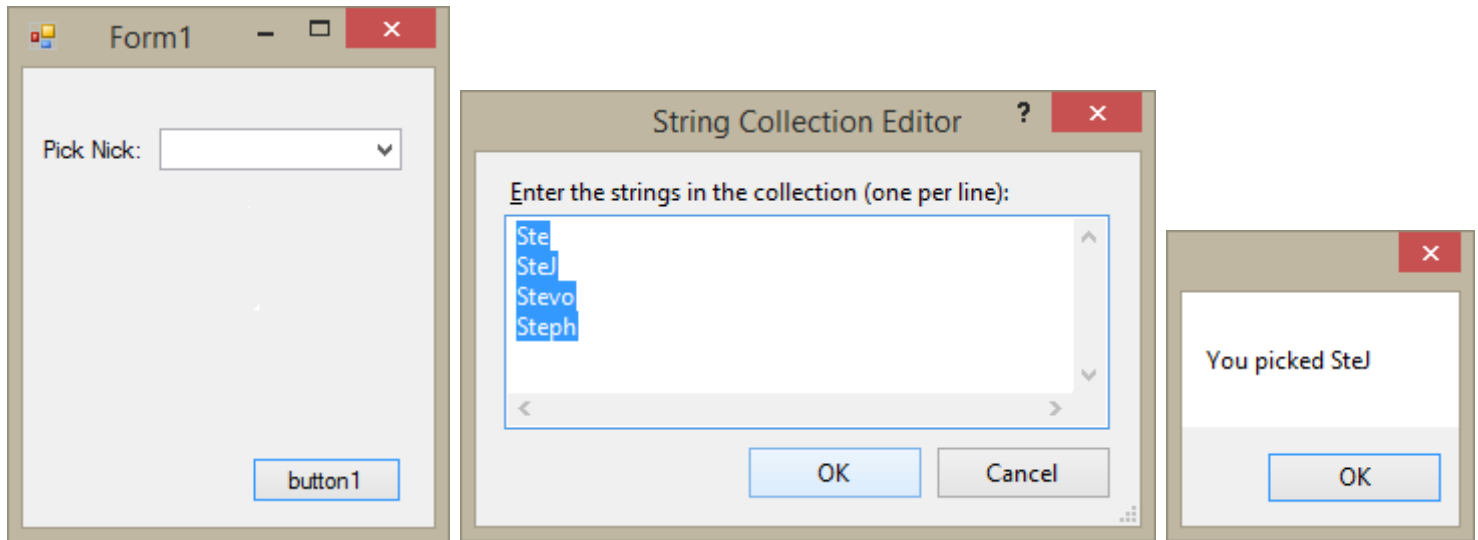 Form1
Pick Nick:
button1
String Collection Editor
?
Enter the strings in the collection (one per line):
Ste
SteJ
Stevo
Steph
OK
Cancel
You picked SteJ
OK